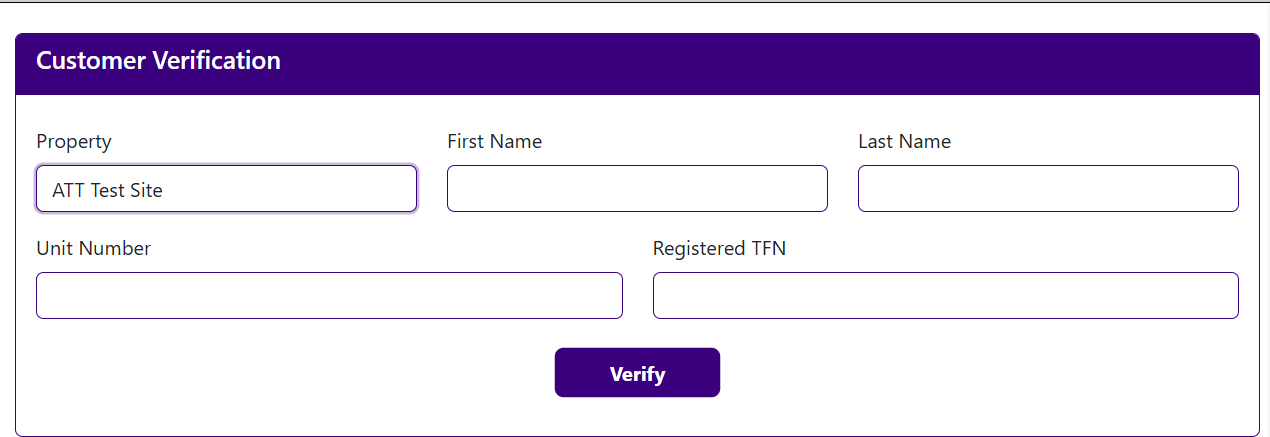 Customer Verification
Property First Name Last Name
ATT Test Site
Unit Number Registered TFN
Verify